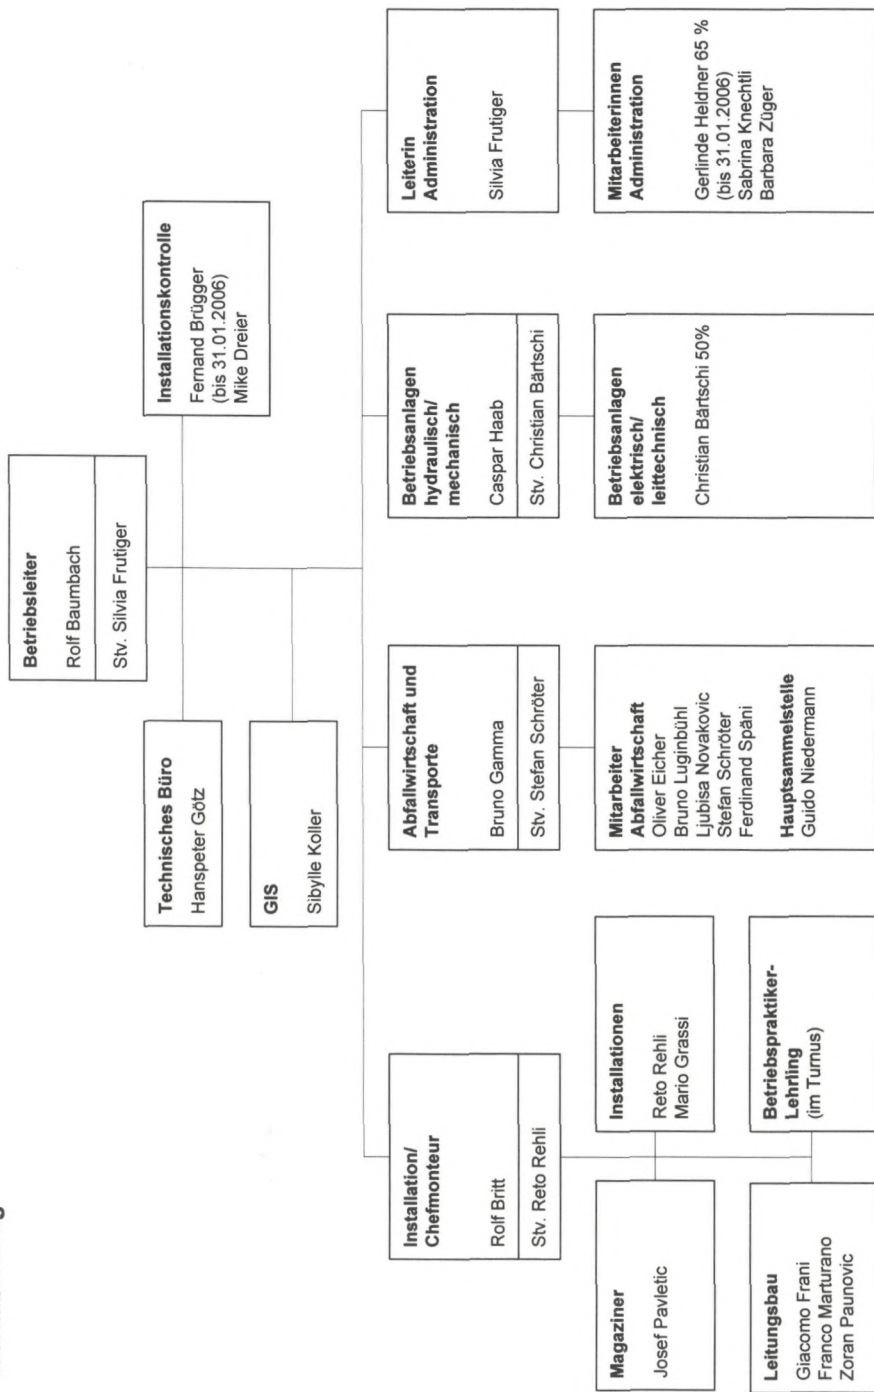 Betriebsleiter
Rolf Baumbach
Stv. Silvia Frutiger
Technisches Büro
Hanspeter Götz
Installationskontrolle
Fernand Brügger
(bis 31.01.2006)
Mike Dreier
GIS
Sibylle Koller
Installation/
Chefmonteur
Rolf Britt
Stv. Reto Rehli
Abfallwirtschaft und
Transporte
Bruno Gamma
Stv. Stefan Schröter
Betriebsanlagen
hydraulisch/
mechanisch
Caspar Haab
Stv. Christian Bärtschi
Leiterin
Administration
Silvia Frutiger
Magaziner
Josef Pavletic
Installationen
Reto Rehli
Mario Grassi
Mitarbeiter
Abfallwirtschaft
Oliver Eicher
Bruno Luginbühl
Ljubisa Novakovic
Stefan Schröter
Ferdinand Späni
Hauptsammelstelle
Guido Niedermann
Betriebsanlagen
elektrisch/
leittechnisch
Christian Bärtschi 50%
Mitarbeiterinnen
Administration
Gerlinde Heldner 65 %
(bis 31.01.2006)
Sabrina Knechtli
Barbara Züger
Leitungsbau
Giacomo Frani
Franco Marturano
Zoran Paunovic
Betriebspraktiker-
Lehrling
(im Turnus)